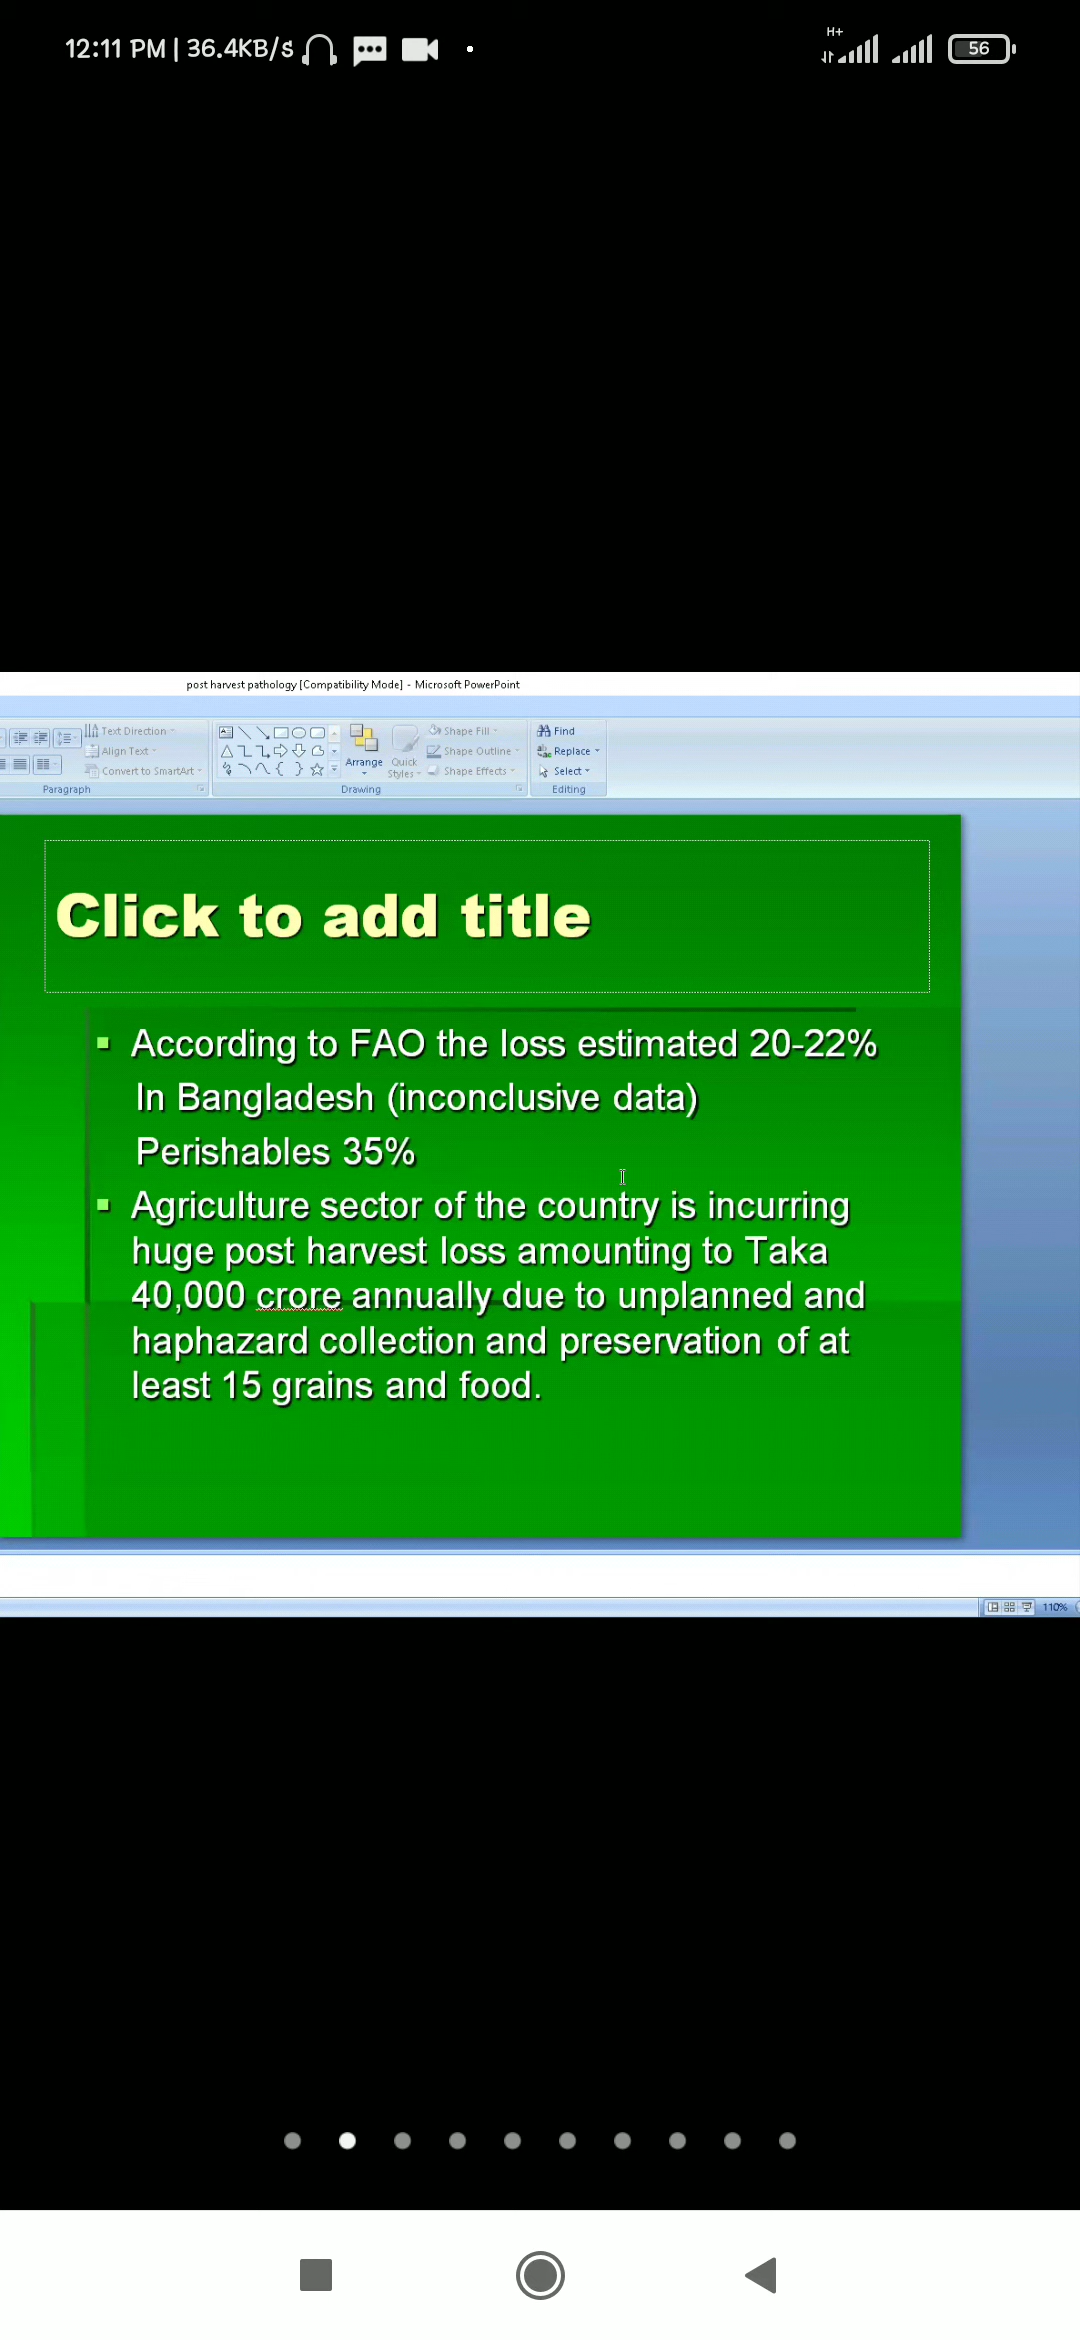 12:11 PM | 36.4KB/s
H+
56
post harvest pathology [Compatibility Mode] - Microsoft PowerPoint
Text Direction
Align Text
Convert to SmartArt
Paragraph
Arrange
Quick Styles
Shape Fill
Shape Outline
Shape Effects
Drawing
Find
Replace
Select
Editing
Click to add title
According to FAO the loss estimated 20-22%
In Bangladesh (inconclusive data)
Perishables 35%
Agriculture sector of the country is incurring
huge post harvest loss amounting to Taka
40,000 crore annually due to unplanned and
haphazard collection and preservation of at
least 15 grains and food.
110%